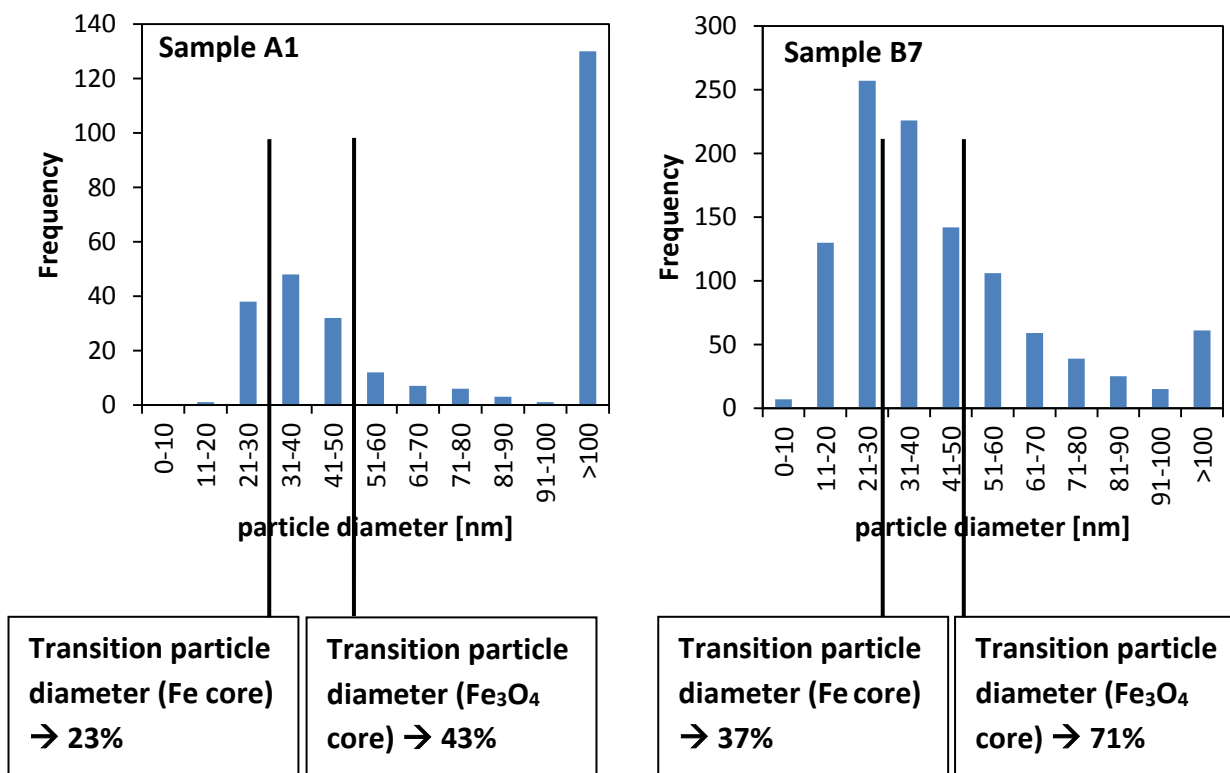 Sample A1
Frequency
140
120
100
80
60
40
20
0
0-10
11-20
21-30
31-40
41-50
51-60
61-70
71-80
81-90
91-100
>100
particle diameter [nm]
Transition particle
diameter (Fe core)
→ 23%
Transition particle
diameter (Fe₃O₄
core) → 43%
Sample B7
Frequency
300
250
200
150
100
50
0
0-10
11-20
21-30
31-40
41-50
51-60
61-70
71-80
81-90
91-100
>100
particle diameter [nm]
Transition particle
diameter (Fe core)
→ 37%
Transition particle
diameter (Fe₃O₄
core) → 71%